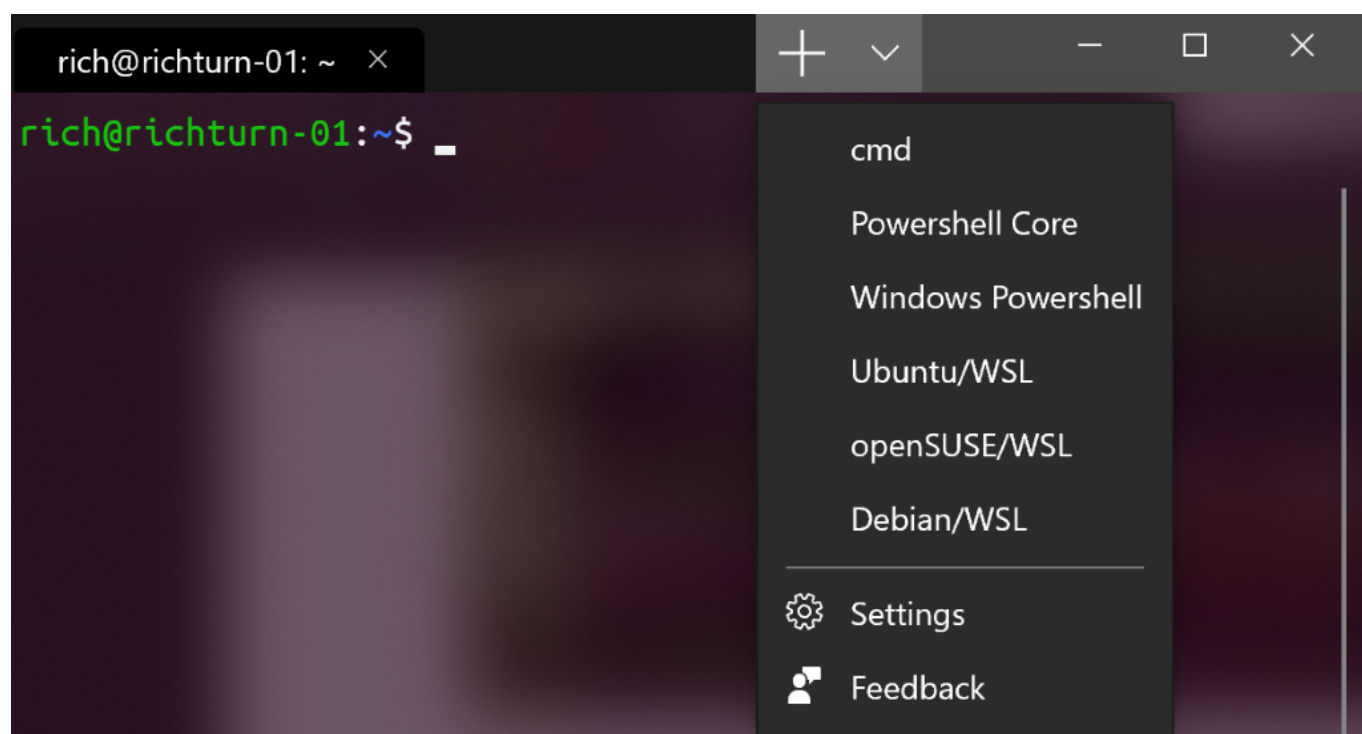 rich@richturn-01: ~
rich@richturn-01:~$ _
cmd
Powershell Core
Windows Powershell
Ubuntu/WSL
openSUSE/WSL
Debian/WSL
Settings
Feedback